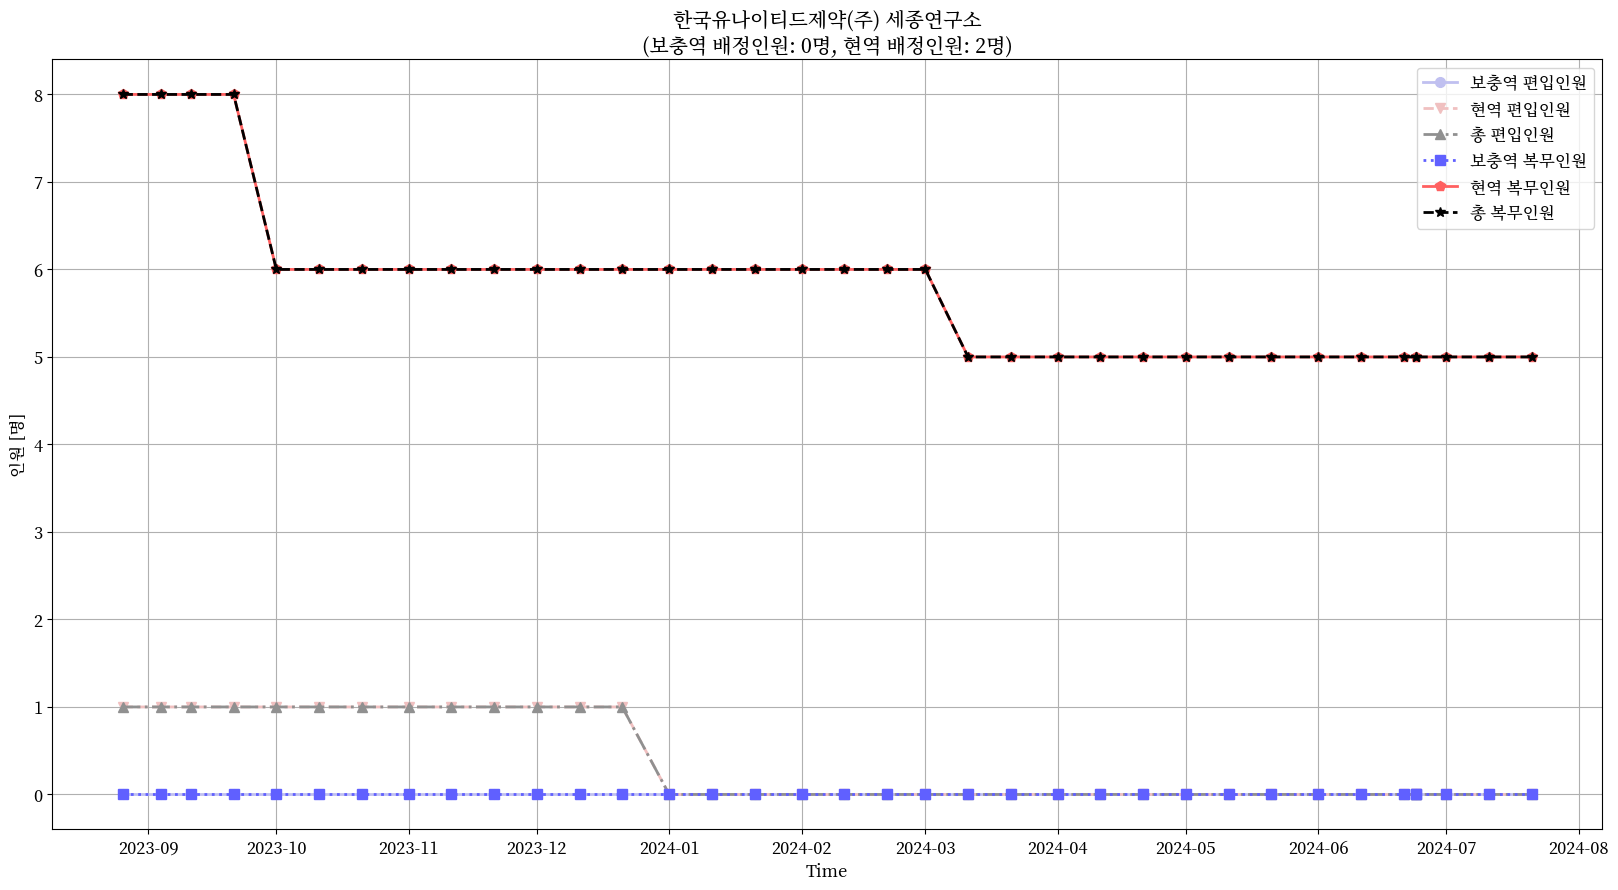 한국유나이티드제약(주) 세종연구소
(보충역 배정인원: 0명, 현역 배정인원: 2명)
보충역 편입인원
현역 편입인원
총 편입인원
보충역 복무인원
현역 복무인원
총 복무인원
인원 [명]
8
7
6
5
4
3
2
1
0
2023-09
2023-10
2023-11
2023-12
2024-01
2024-02
2024-03
2024-04
2024-05
2024-06
2024-07
2024-08
Time